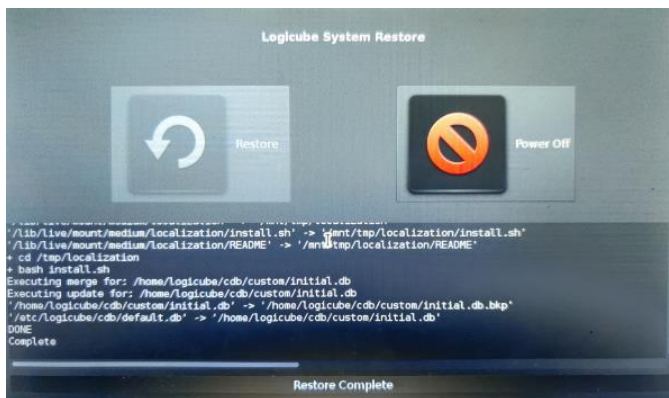 Logicube System Restore
Restore
Power Off
'/lib/live/mount/medium/localization/install.sh' -> '/mnt/tmp/localization/install.sh'
'/lib/live/mount/medium/localization/README' -> '/mnt/tmp/localization/README'
+ cd /tmp/localization
+ bash install.sh
Executing merge for: /home/logicube/cdb/custom/initial.db
Executing update for: /home/logicube/cdb/custom/initial.db
'/home/logicube/cdb/custom/initial.db' -> '/home/logicube/cdb/custom/initial.db.bkp'
'/etc/logicube/cdb/default.db' -> '/home/logicube/cdb/custom/initial.db'
DONE
Complete
Restore Complete